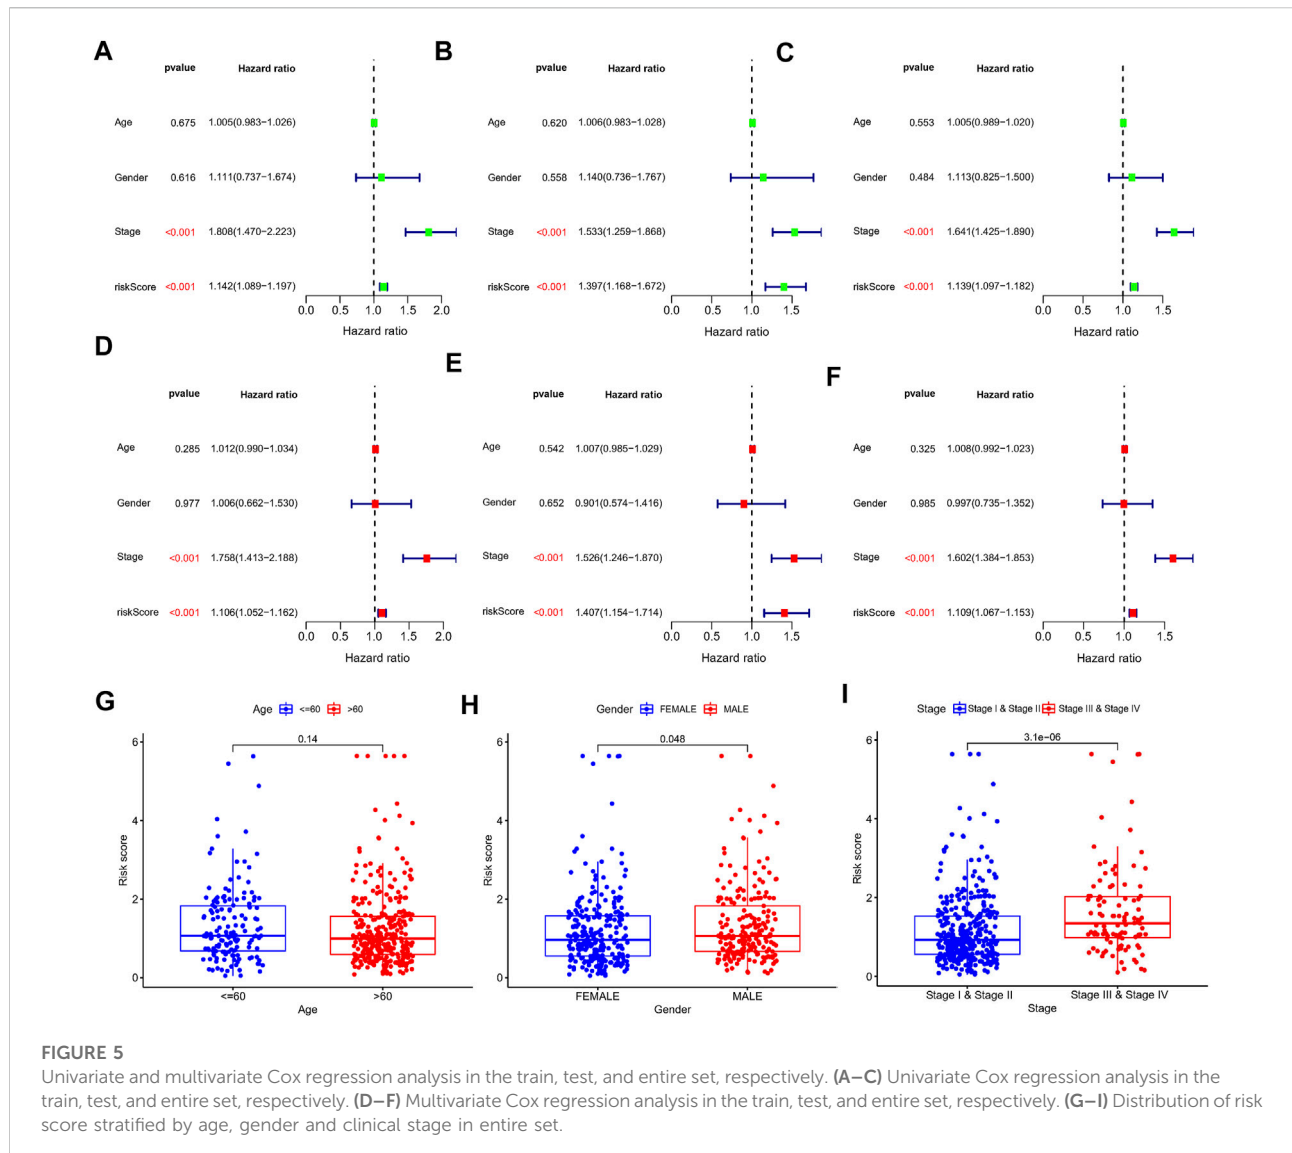 A
B
C
pvalue Hazard ratio
pvalue Hazard ratio
pvalue Hazard ratio
Age 0.675 1.005(0.983−1.026)
Age 0.620 1.006(0.983−1.028)
Age 0.553 1.005(0.989−1.020)
Gender 0.616 1.111(0.737−1.674)
Gender 0.558 1.140(0.736−1.767)
Gender 0.484 1.113(0.825−1.500)
Stage <0.001 1.808(1.470−2.223)
Stage <0.001 1.533(1.259−1.868)
Stage <0.001 1.641(1.425−1.890)
riskScore <0.001 1.142(1.089−1.197)
riskScore <0.001 1.397(1.168−1.672)
riskScore <0.001 1.139(1.097−1.182)
0.0 0.5 1.0 1.5 2.0
0.0 0.5 1.0 1.5
0.0 0.5 1.0 1.5
Hazard ratio
Hazard ratio
Hazard ratio
D
E
F
pvalue Hazard ratio
pvalue Hazard ratio
pvalue Hazard ratio
Age 0.285 1.012(0.990−1.034)
Age 0.542 1.007(0.985−1.029)
Age 0.325 1.008(0.992−1.023)
Gender 0.977 1.006(0.662−1.530)
Gender 0.652 0.901(0.574−1.416)
Gender 0.985 0.997(0.735−1.352)
Stage <0.001 1.758(1.413−2.188)
Stage <0.001 1.526(1.246−1.870)
Stage <0.001 1.602(1.384−1.853)
riskScore <0.001 1.106(1.052−1.162)
riskScore <0.001 1.407(1.154−1.714)
riskScore <0.001 1.109(1.067−1.153)
0.0 0.5 1.0 1.5 2.0
0.0 0.5 1.0 1.5
0.0 0.5 1.0 1.5
Hazard ratio
Hazard ratio
Hazard ratio
G
Age <=60 >60
0.14
6
4
2
0
Risk score
<=60 >60
Age
H
Gender FEMALE MALE
0.048
6
4
2
0
Risk score
FEMALE MALE
Gender
I
Stage Stage I & Stage II Stage III & Stage IV
3.1e−06
6
4
2
0
Risk score
Stage I & Stage II Stage III & Stage IV
Stage
FIGURE 5
Univariate and multivariate Cox regression analysis in the train, test, and entire set, respectively. (A–C) Univariate Cox regression analysis in the
train, test, and entire set, respectively. (D–F) Multivariate Cox regression analysis in the train, test, and entire set, respectively. (G–I) Distribution of risk
score stratified by age, gender and clinical stage in entire set.